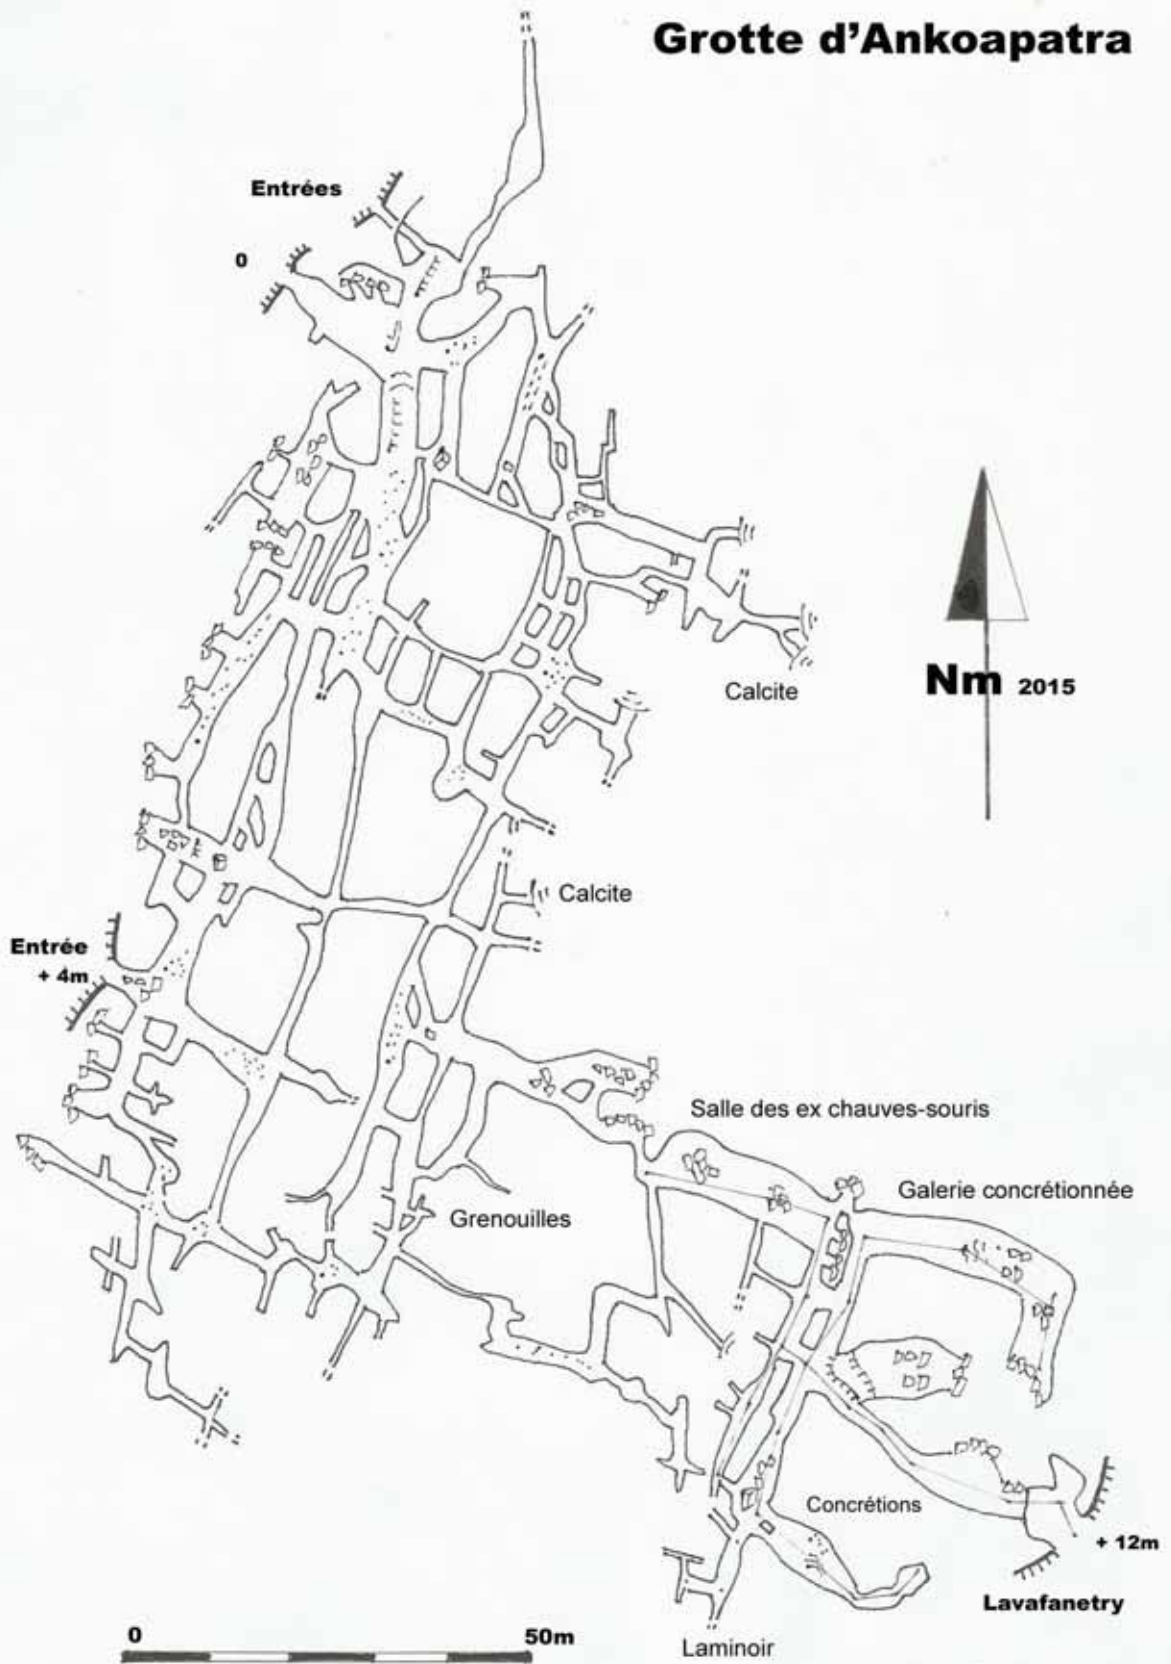 Grotte d'Ankoapatra
Entrées
0
Nm 2015
Calcite
Calcite
Entrée
+ 4m
Salle des ex chauves-souris
Galerie concrétionnée
Grenouilles
Concrétions
+ 12m
Lavafanetry
0 50m
Laminoir